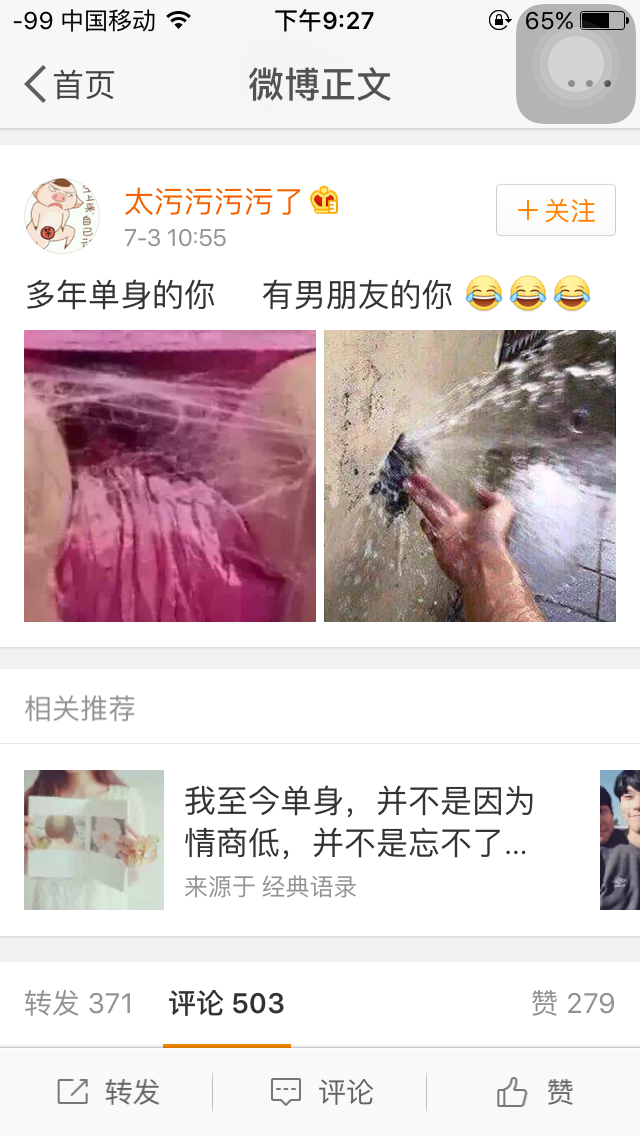 -99 中国移动 下午9:27 65%
首页 微博正文
太污污污污了
+关注
7-3 10:55
多年单身的你 有男朋友的你 😂😂😂
相关推荐
我至今单身，并不是因为
情商低，并不是忘不了...
来源于 经典语录
转发 371 评论 503 赞 279
转发 评论 赞